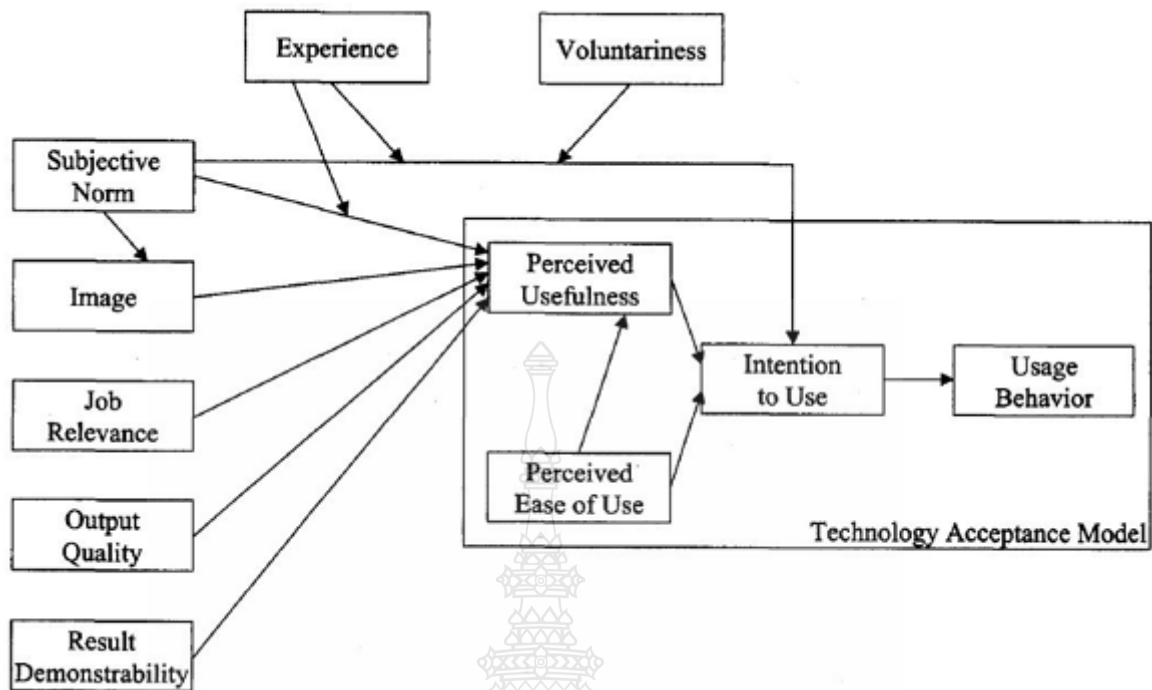 Experience
Voluntariness
Subjective
Norm
Image
Job
Relevance
Output
Quality
Result
Demonstrability
Perceived
Usefulness
Perceived
Ease of Use
Intention
to Use
Usage
Behavior
Technology Acceptance Model